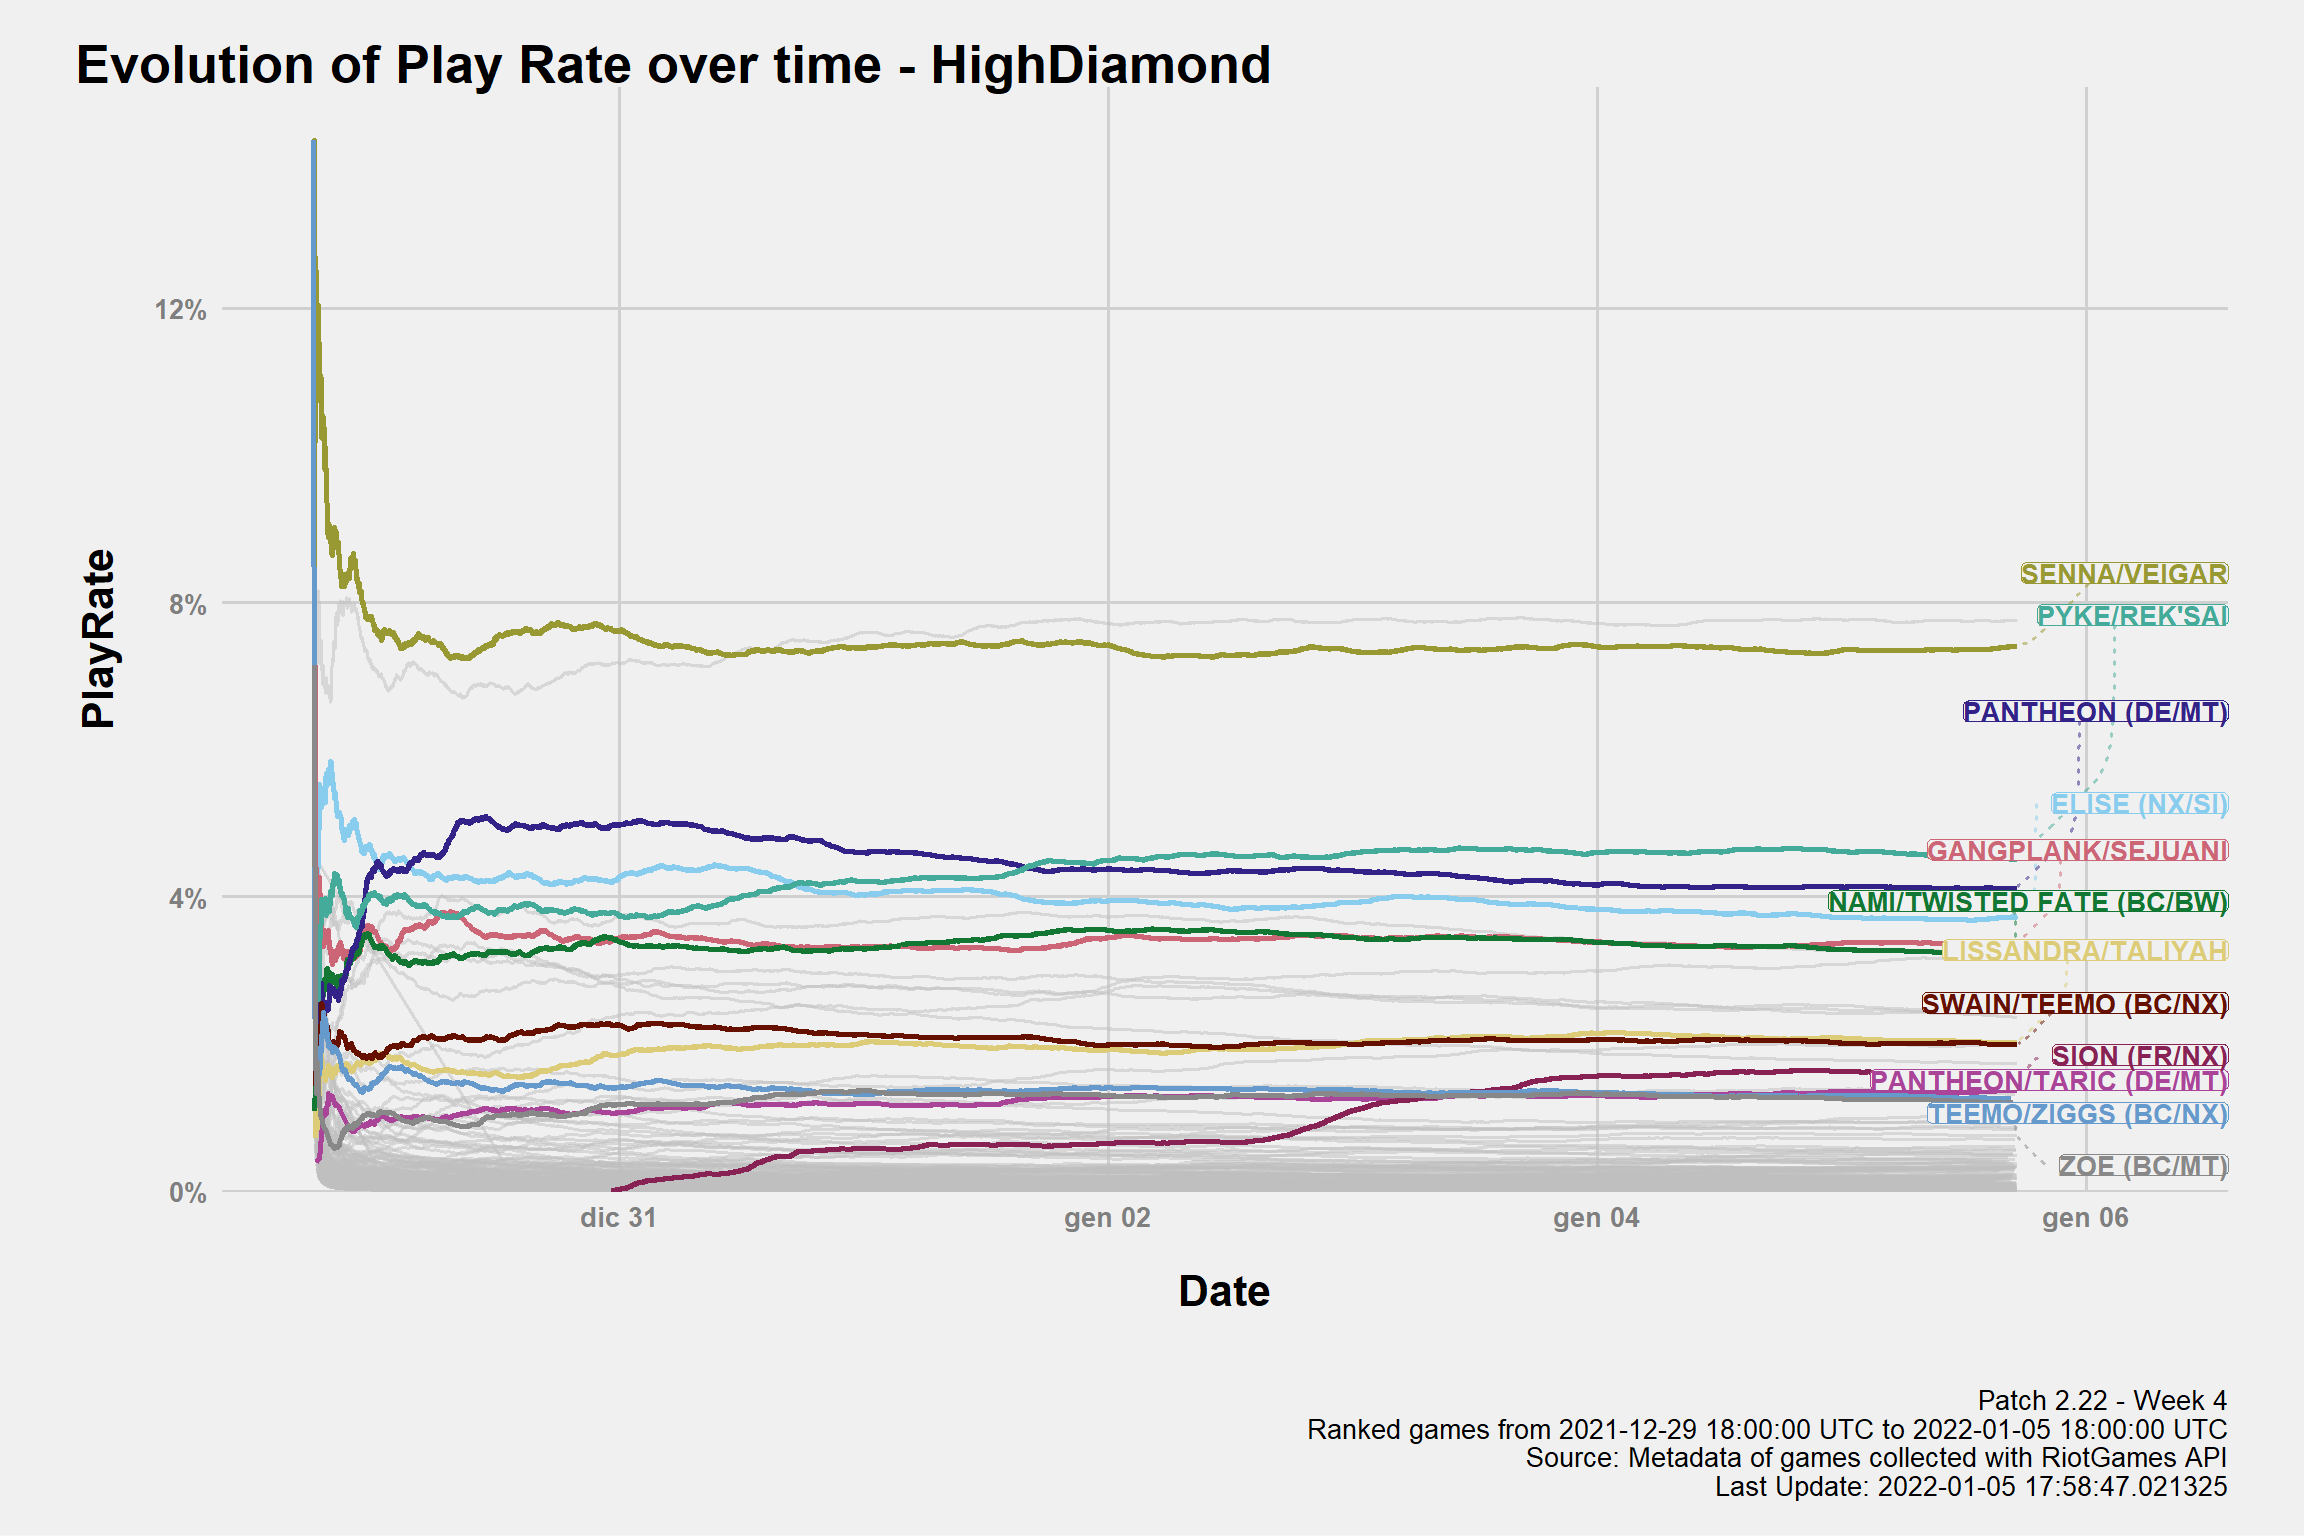 Evolution of Play Rate over time - HighDiamond
PlayRate
12%
8%
4%
0%
SENNA/VEIGAR
PYKE/REK'SAI
PANTHEON (DE/MT)
ELISE (NX/SI)
GANGPLANK/SEJUANI
NAMI/TWISTED FATE (BC/BW)
LISSANDRA/TALIYAH
SWAIN/TEEMO (BC/NX)
SION (FR/NX)
PANTHEON/TARIC (DE/MT)
TEEMO/ZIGGS (BC/NX)
ZOE (BC/MT)
dic 31
gen 02
gen 04
gen 06
Date
Patch 2.22 - Week 4
Ranked games from 2021-12-29 18:00:00 UTC to 2022-01-05 18:00:00 UTC
Source: Metadata of games collected with RiotGames API
Last Update: 2022-01-05 17:58:47.021325